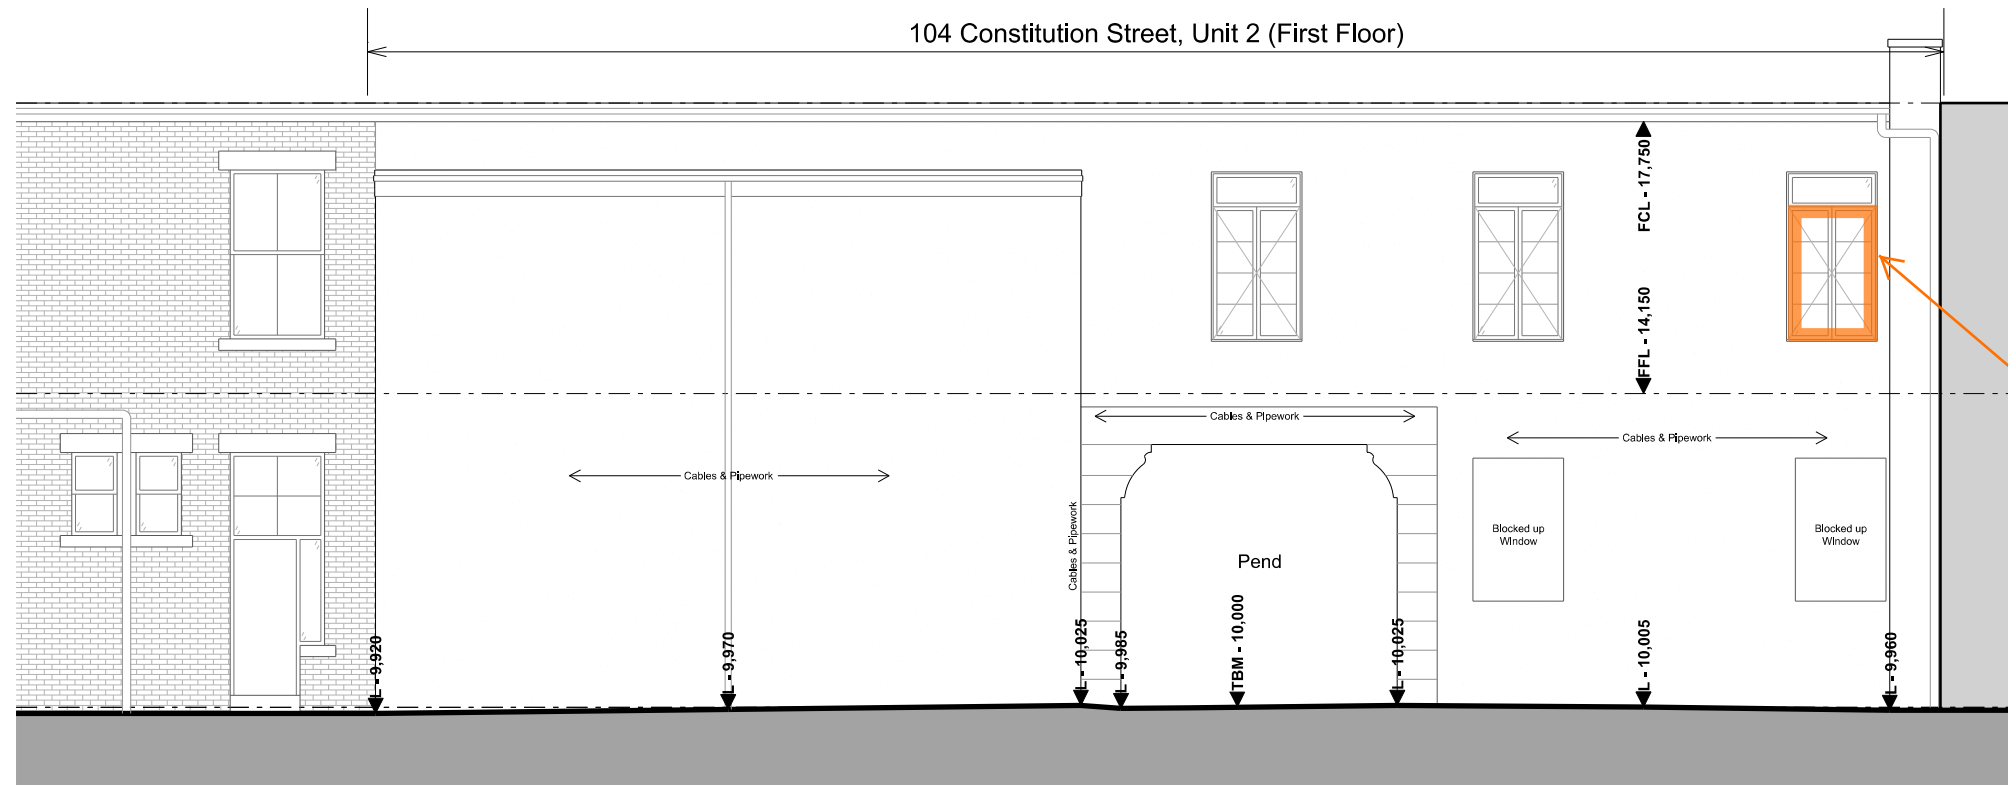 104 Constitution Street, Unit 2 (First Floor)
FCL - 17,750
FFL - 14,150
Cables & Pipework
Cables & Pipework
Cables & Pipework
Cables & Pipework
Blocked up
Window
Blocked up
Window
Pend
L - 9,920
L - 9,970
L - 10,025
L - 9,985
TBM - 10,000
L - 10,025
L - 10,005
L - 9,960